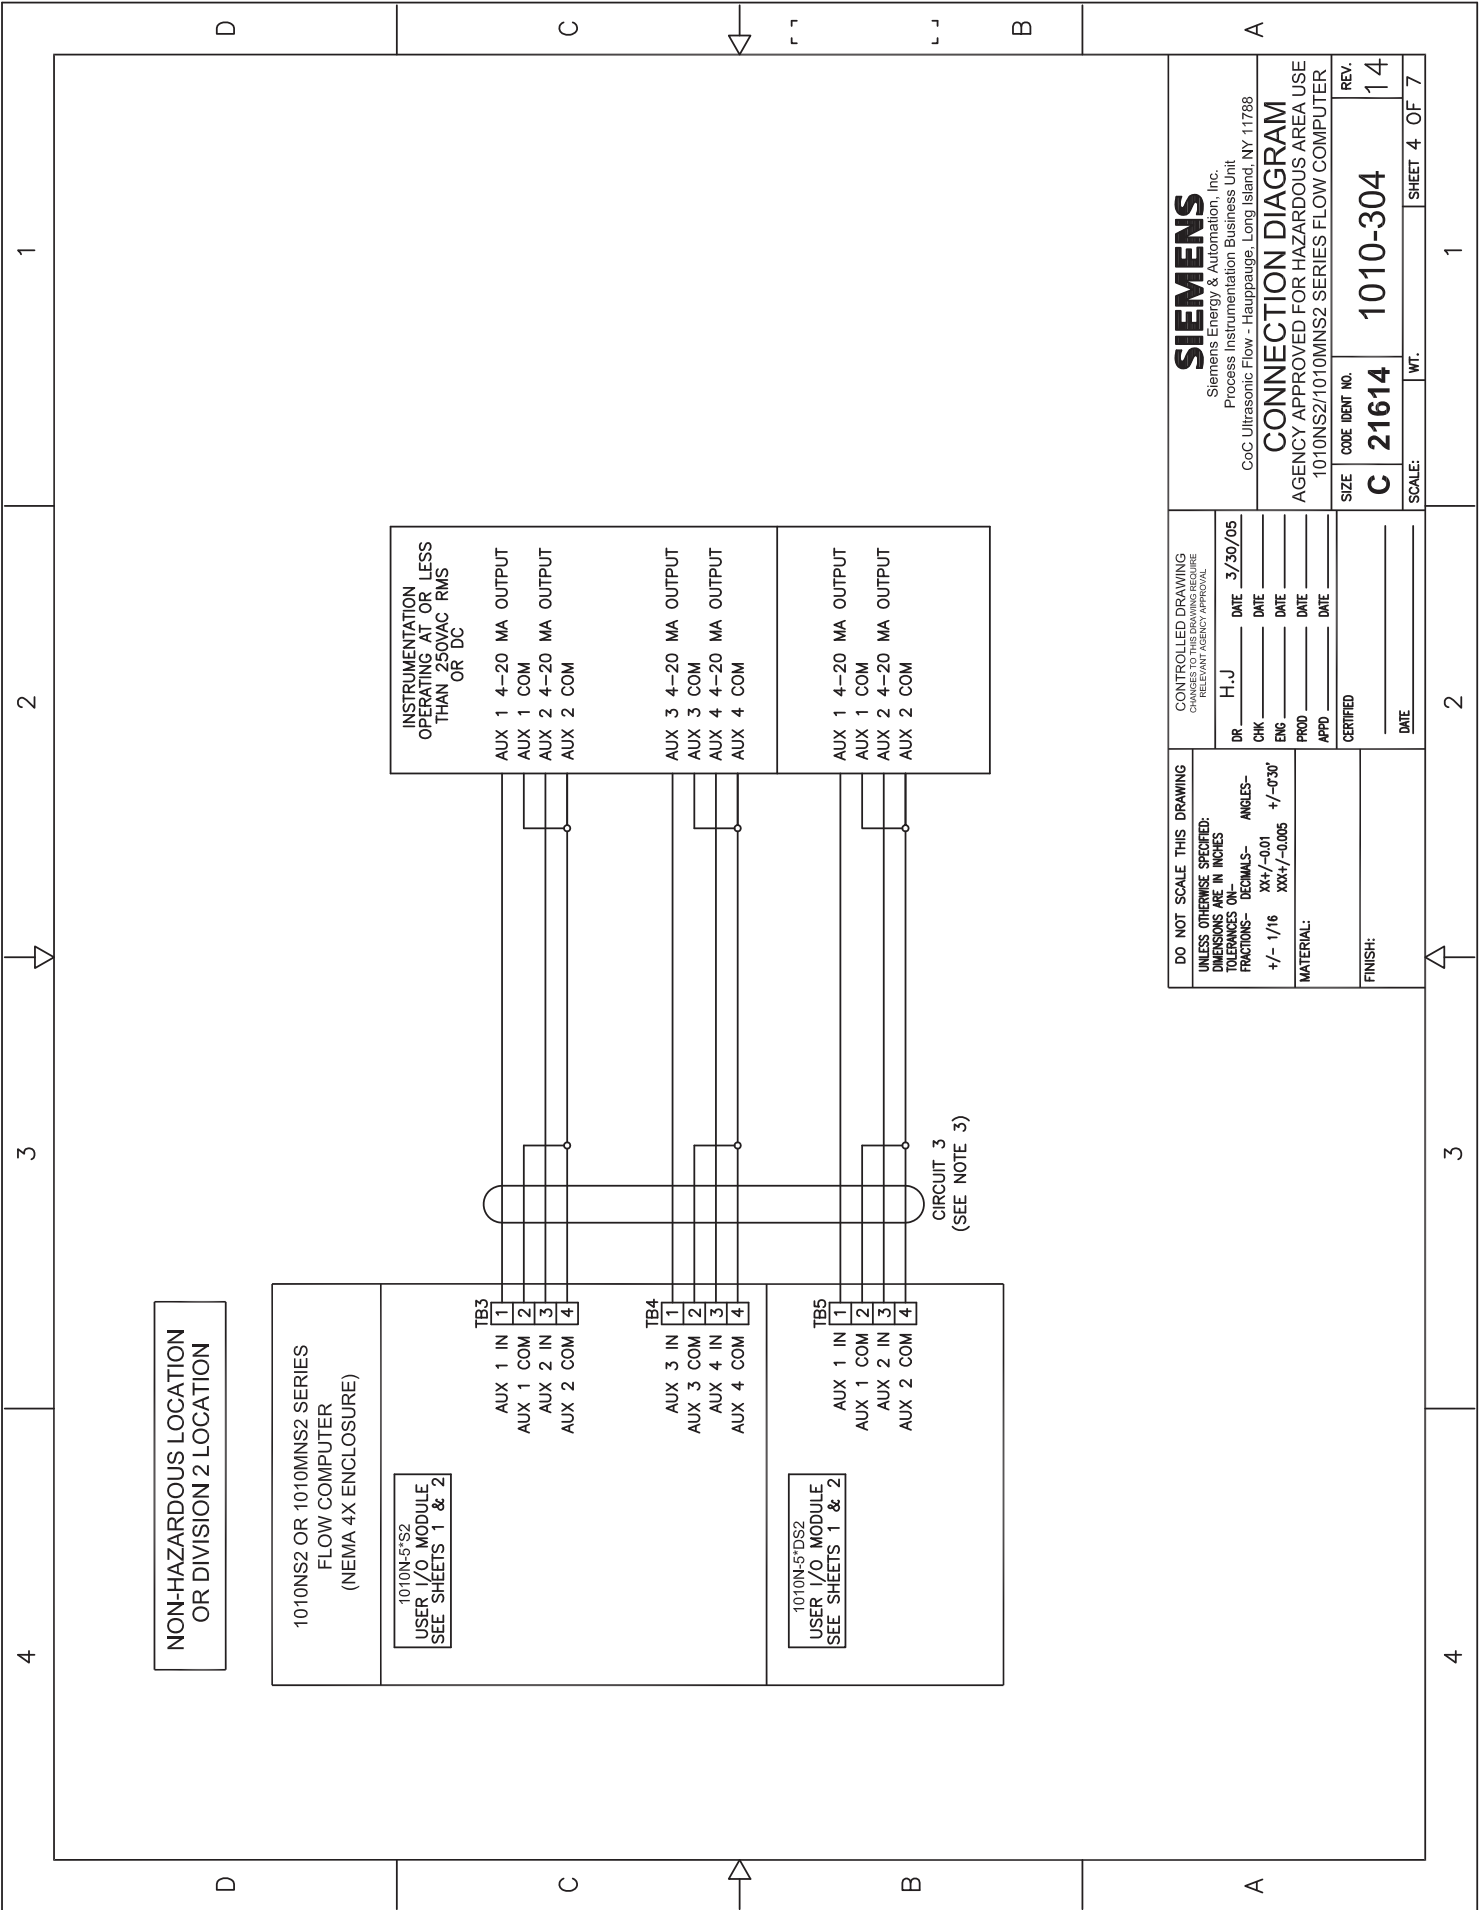 D
C
B
A
4
3
2
1
NON-HAZARDOUS LOCATION
OR DIVISION 2 LOCATION
1010NS2 OR 1010MNS2 SERIES
FLOW COMPUTER
(NEMA 4X ENCLOSURE)
1010N-5*S2
USER I/O MODULE
SEE SHEETS 1 & 2
TB3
AUX 1 IN 1
AUX 1 COM 2
AUX 2 IN 3
AUX 2 COM 4
TB4
AUX 3 IN 1
AUX 3 COM 2
AUX 4 IN 3
AUX 4 COM 4
1010N-5*DS2
USER I/O MODULE
SEE SHEETS 1 & 2
TB5
AUX 1 IN 1
AUX 1 COM 2
AUX 2 IN 3
AUX 2 COM 4
CIRCUIT 3
(SEE NOTE 3)
INSTRUMENTATION
OPERATING AT OR LESS
THAN 250VAC RMS
OR DC
AUX 1 4-20 MA OUTPUT
AUX 1 COM
AUX 2 4-20 MA OUTPUT
AUX 2 COM
AUX 3 4-20 MA OUTPUT
AUX 3 COM
AUX 4 4-20 MA OUTPUT
AUX 4 COM
AUX 1 4-20 MA OUTPUT
AUX 1 COM
AUX 2 4-20 MA OUTPUT
AUX 2 COM
DO NOT SCALE THIS DRAWING
UNLESS OTHERWISE SPECIFIED:
DIMENSIONS ARE IN INCHES
TOLERANCES ON-
FRACTIONS- DECIMALS- ANGLES-
+/- 1/16 XX+/-0.01 +/-0°30'
XXX+/-0.005
MATERIAL:
FINISH:
CONTROLLED DRAWING
CHANGES TO THIS DRAWING REQUIRE
RELEVANT AGENCY APPROVAL
DR H.J DATE 3/30/05
CHK DATE
ENG DATE
PROD DATE
APPD DATE
CERTIFIED
DATE
SIEMENS
Siemens Energy & Automation, Inc.
Process Instrumentation Business Unit
CoC Ultrasonic Flow - Hauppauge, Long Island, NY 11788
CONNECTION DIAGRAM
AGENCY APPROVED FOR HAZARDOUS AREA USE
1010NS2/1010MNS2 SERIES FLOW COMPUTER
SIZE CODE IDENT NO. REV.
C 21614 1010-304 14
SCALE: WT. SHEET 4 OF 7
4
3
2
1
D
C
B
A